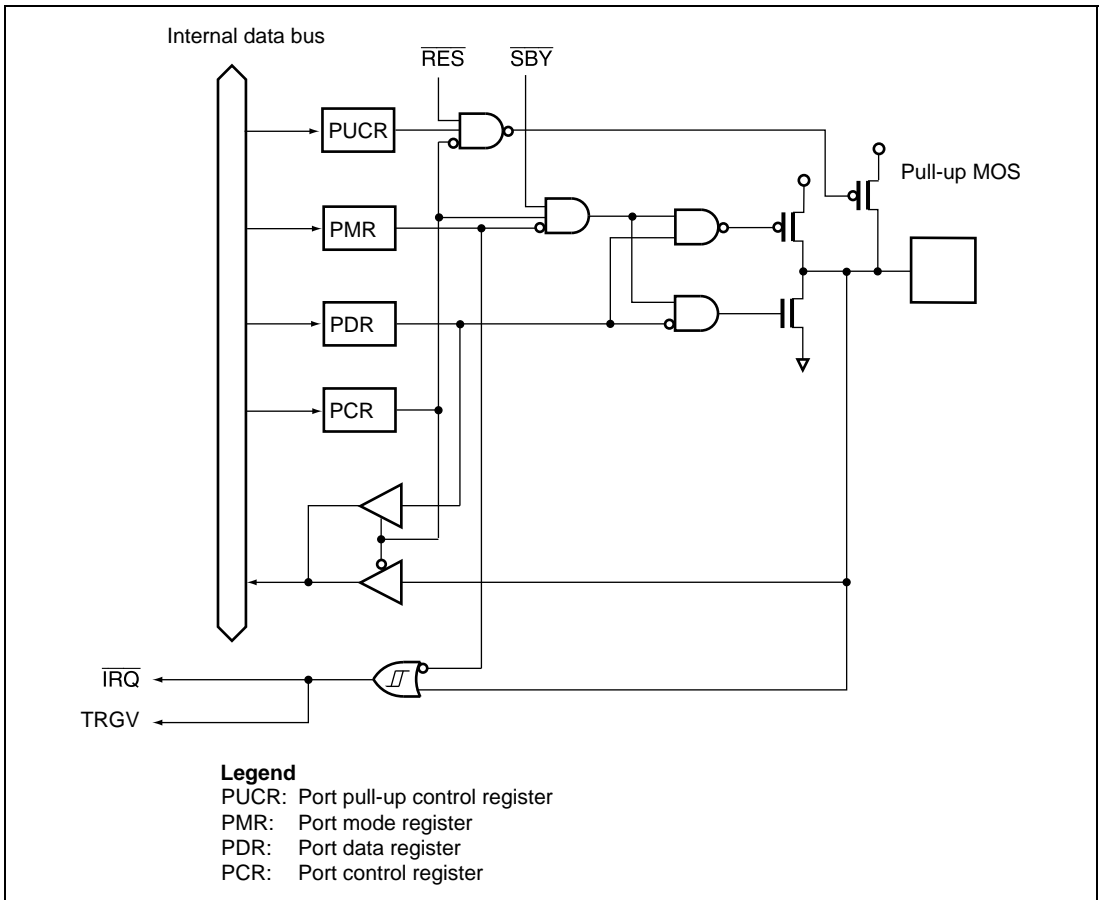 Internal data bus
RES SBY
PUCR
Pull-up MOS
PMR
PDR
PCR
IRQ
TRGV
Legend
PUCR: Port pull-up control register
PMR: Port mode register
PDR: Port data register
PCR: Port control register